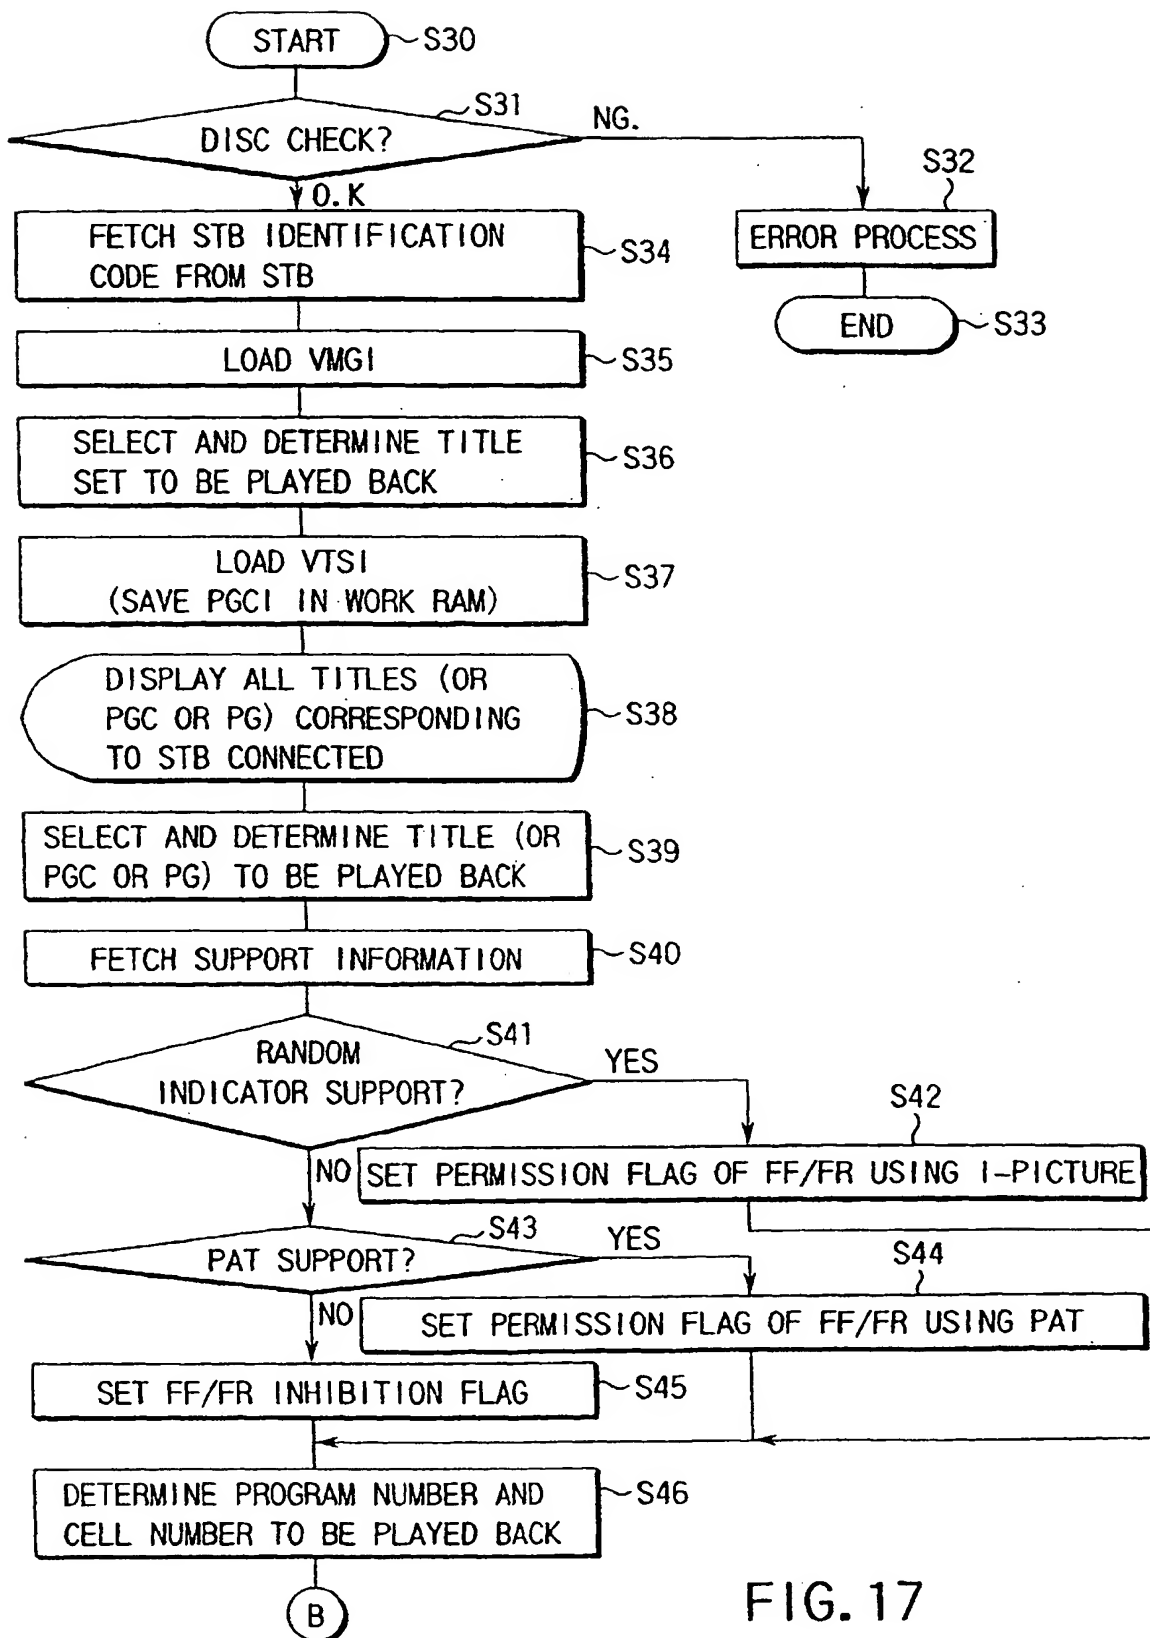 START
S30
S31
DISC CHECK?
NG.
O.K
S32
ERROR PROCESS
END
S33
FETCH STB IDENTIFICATION
CODE FROM STB
S34
LOAD VMGI
S35
SELECT AND DETERMINE TITLE
SET TO BE PLAYED BACK
S36
LOAD VTSI
(SAVE PGCI IN WORK RAM)
S37
DISPLAY ALL TITLES (OR
PGC OR PG) CORRESPONDING
TO STB CONNECTED
S38
SELECT AND DETERMINE TITLE (OR
PGC OR PG) TO BE PLAYED BACK
S39
FETCH SUPPORT INFORMATION
S40
S41
RANDOM
INDICATOR SUPPORT?
YES
S42
NO
SET PERMISSION FLAG OF FF/FR USING I-PICTURE
S43
PAT SUPPORT?
YES
S44
NO
SET PERMISSION FLAG OF FF/FR USING PAT
SET FF/FR INHIBITION FLAG
S45
DETERMINE PROGRAM NUMBER AND
CELL NUMBER TO BE PLAYED BACK
S46
B
FIG. 17